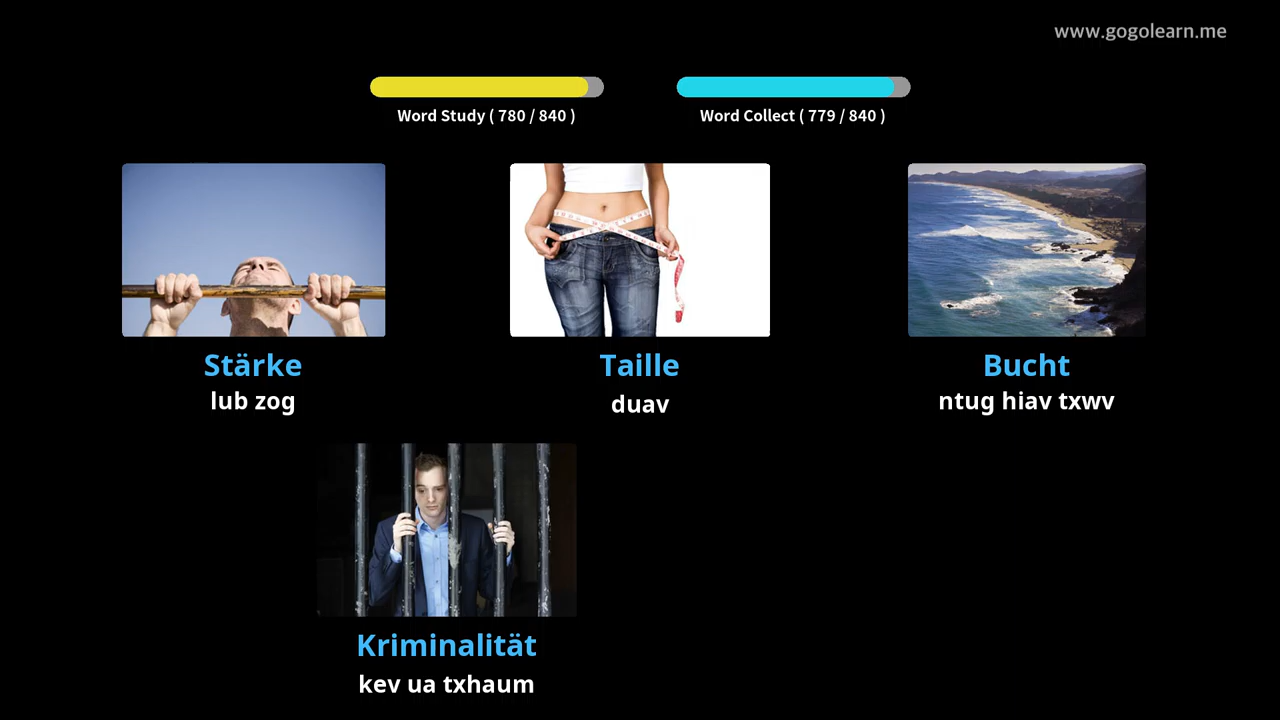 www.gogolearn.me
Word Study ( 780 / 840 )
Word Collect ( 779 / 840 )
Stärke
lub zog
Taille
duav
Bucht
ntug hiav txwv
Kriminalität
kev ua txhaum